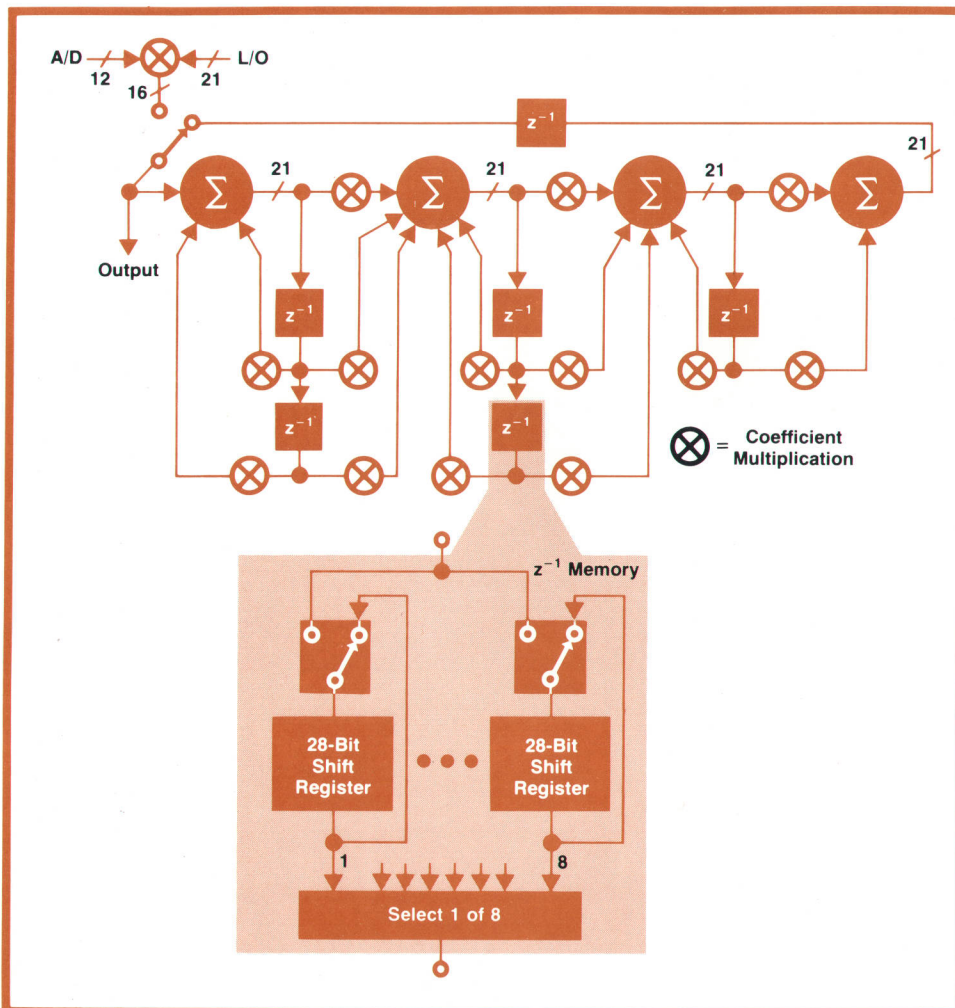 A/D
12
L/O
21
16
z⁻¹
21
Σ
21
Σ
21
Σ
21
Σ
Output
z⁻¹
z⁻¹
z⁻¹
z⁻¹
z⁻¹
= Coefficient
Multiplication
z⁻¹ Memory
28-Bit
Shift
Register
28-Bit
Shift
Register
1
8
Select 1 of 8